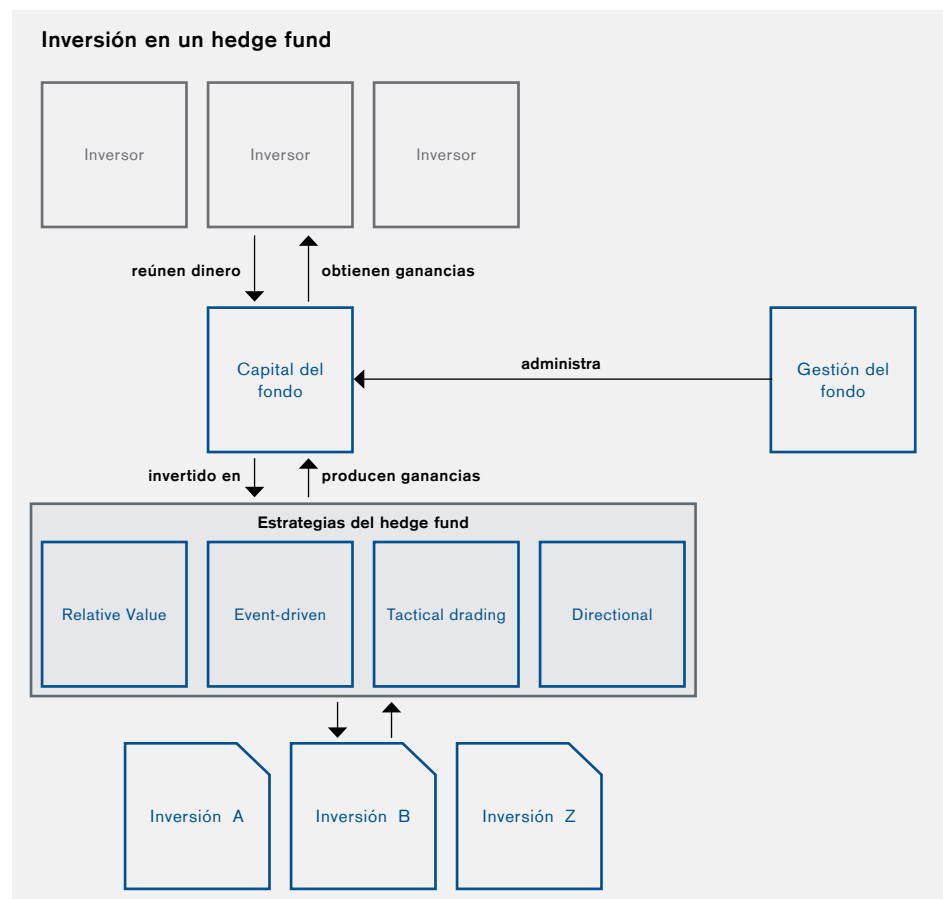 Inversión en un hedge fund
Inversor
Inversor
Inversor
reúnen dinero
obtienen ganancias
Capital del
fondo
administra
Gestión del
fondo
invertido en
producen ganancias
Estrategias del hedge fund
Relative Value
Event-driven
Tactical drading
Directional
Inversión A
Inversión B
Inversión Z